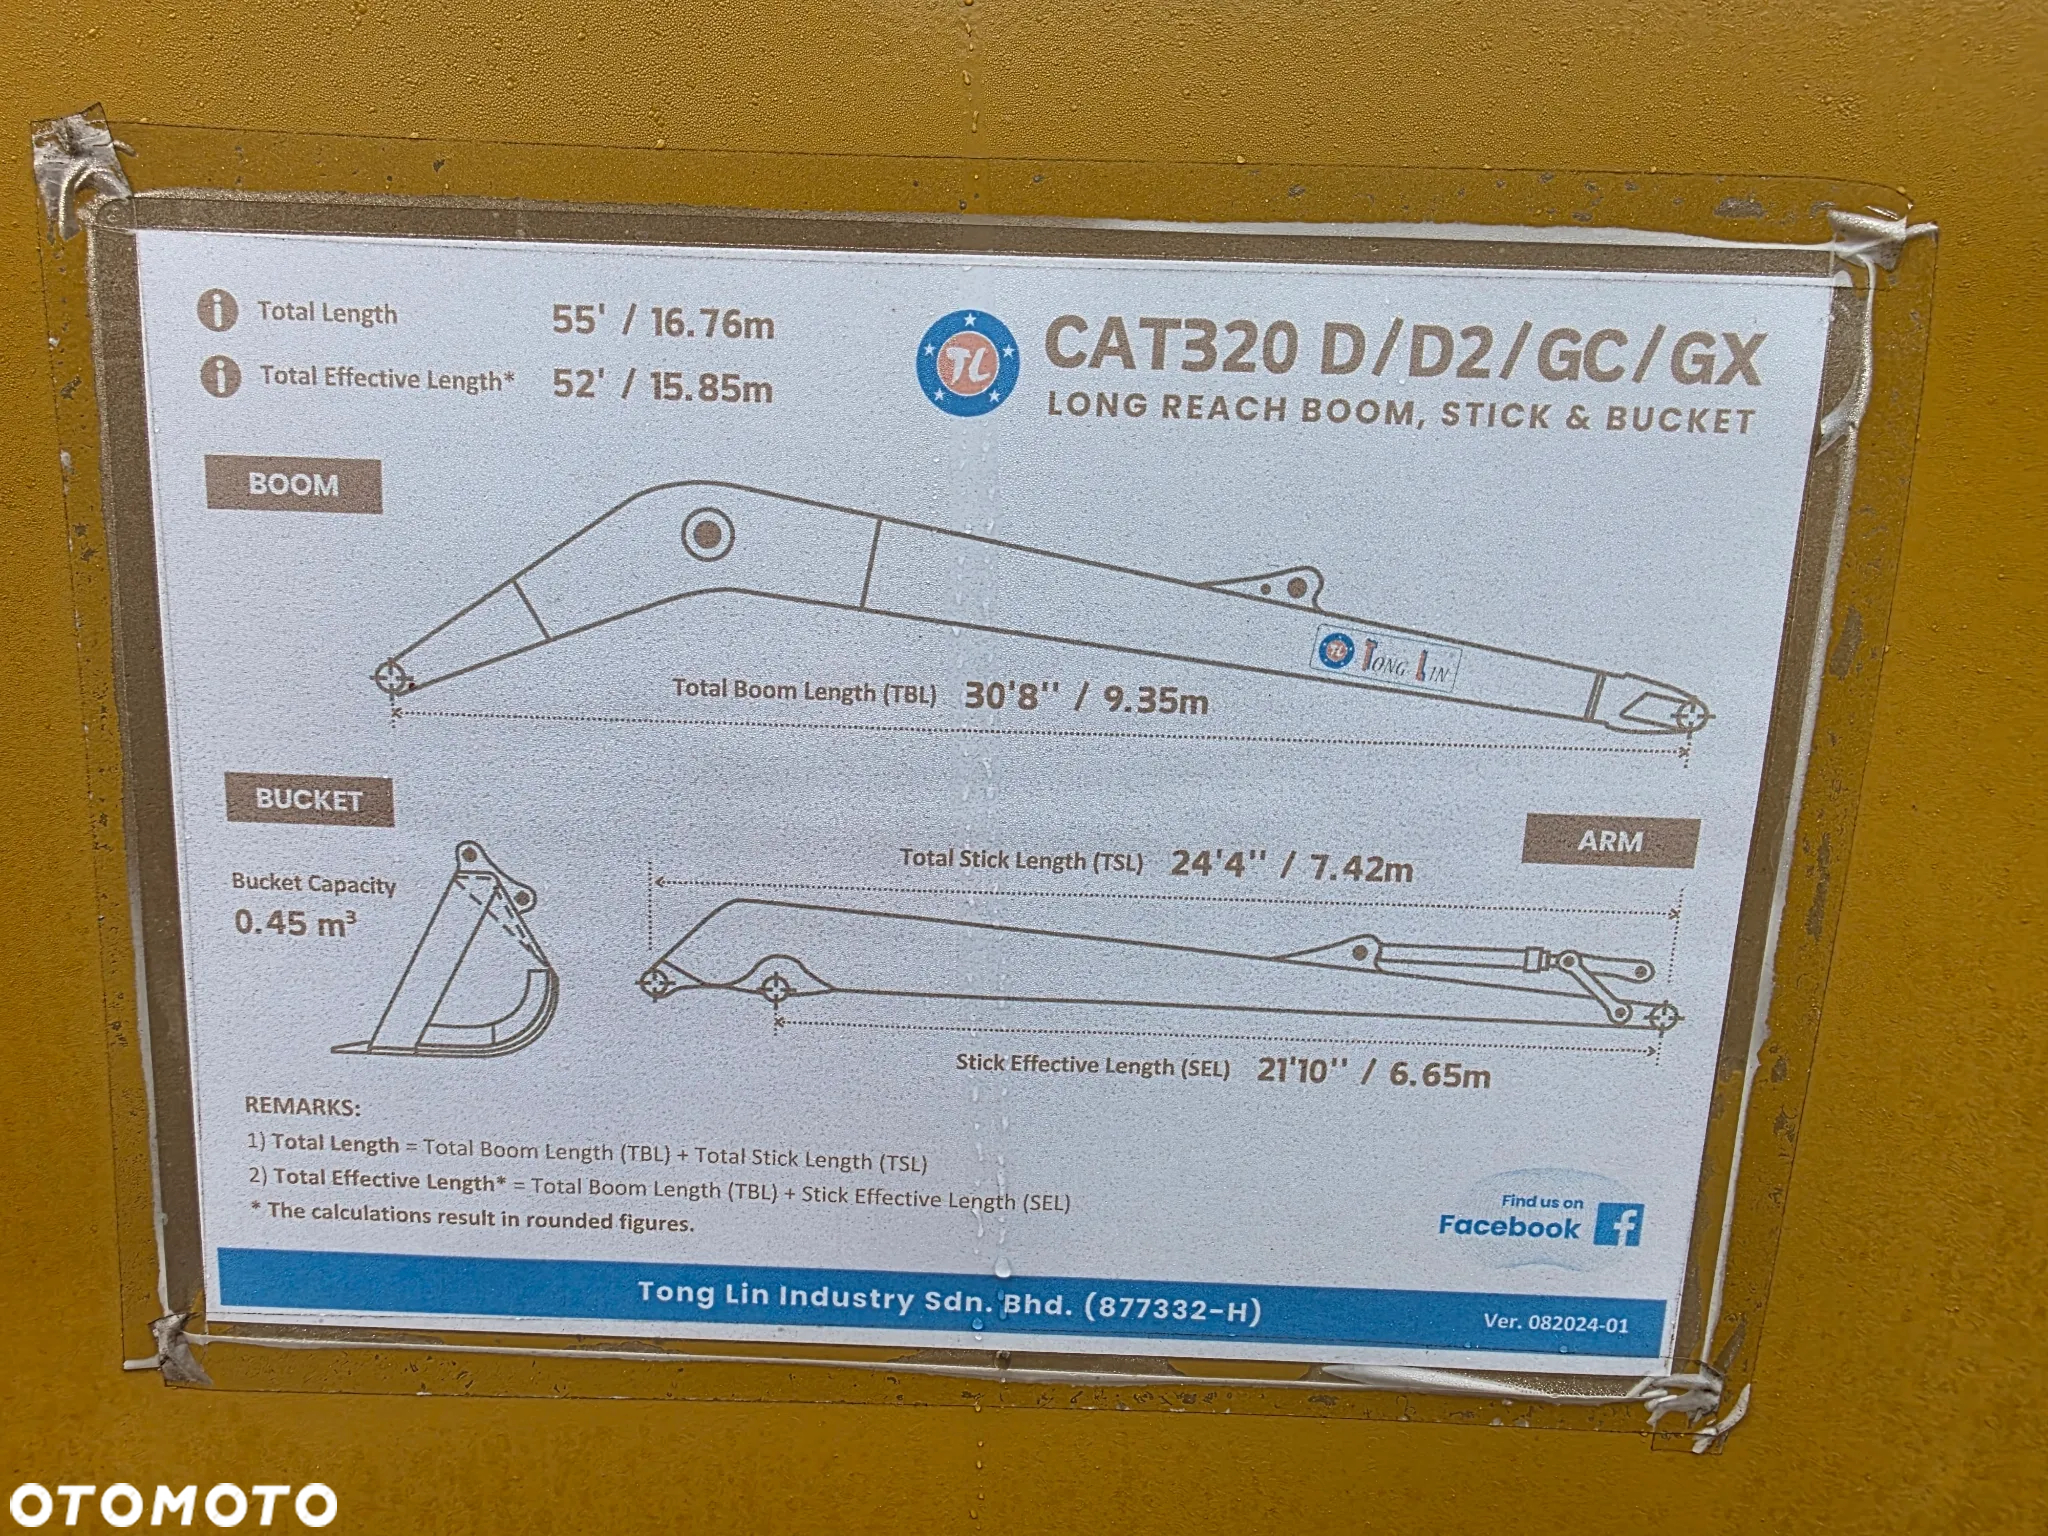 Total Length 55' / 16.76m
Total Effective Length* 52' / 15.85m
TL
CAT320 D/D2/GC/GX
LONG REACH BOOM, STICK & BUCKET
BOOM
TL TONG LIN
Total Boom Length (TBL) 30'8'' / 9.35m
BUCKET
Bucket Capacity
0.45 m³
ARM
Total Stick Length (TSL) 24'4'' / 7.42m
Stick Effective Length (SEL) 21'10'' / 6.65m
REMARKS:
1) Total Length = Total Boom Length (TBL) + Total Stick Length (TSL)
2) Total Effective Length* = Total Boom Length (TBL) + Stick Effective Length (SEL)
* The calculations result in rounded figures.
Find us on
Facebook
Tong Lin Industry Sdn. Bhd. (877332-H)
Ver. 082024-01
OTOMOTO